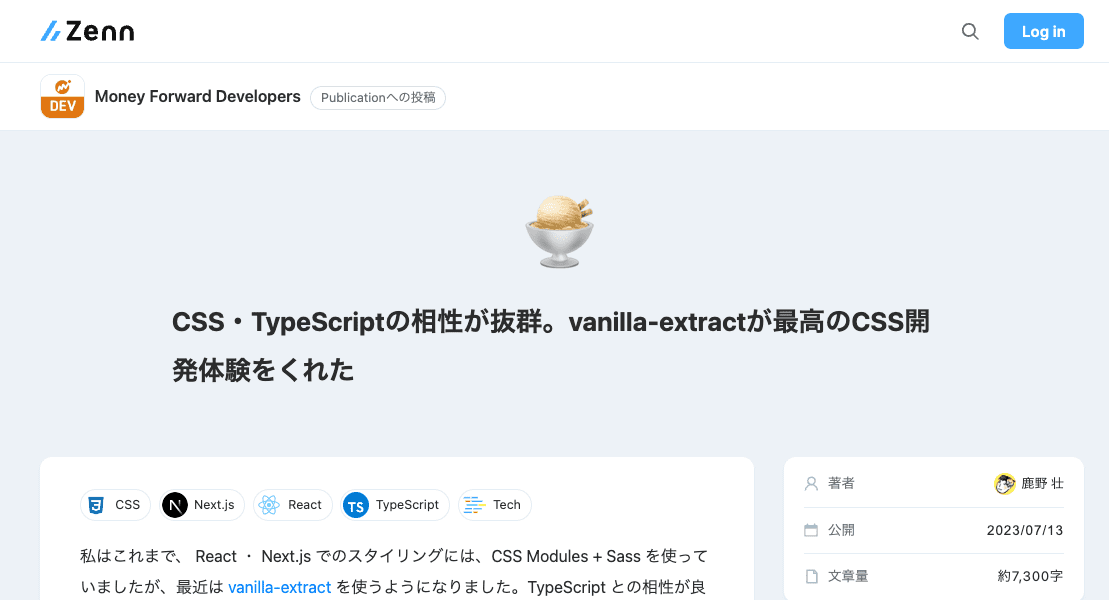 Zenn
Log in
DEV
Money Forward Developers
Publicationへの投稿
CSS・TypeScriptの相性が抜群。vanilla-extractが最高のCSS開
発体験をくれた
CSS
Next.js
React
TS TypeScript
Tech
私はこれまで、 React ・ Next.js でのスタイリングには、CSS Modules + Sass を使って
いましたが、最近は vanilla-extract を使うようになりました。TypeScript との相性が良
著者 鹿野 壮
公開 2023/07/13
文章量 約7,300字